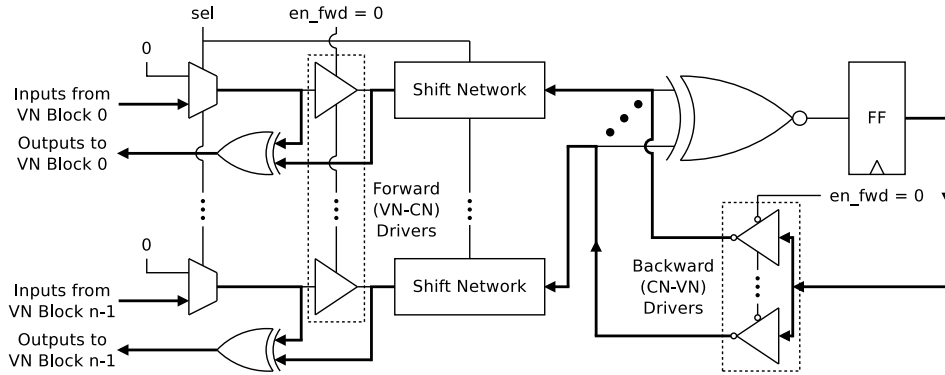 sel
en_fwd = 0
0
Inputs from
VN Block 0
Outputs to
VN Block 0
Shift Network
FF
Forward
(VN-CN)
Drivers
en_fwd = 0
0
Inputs from
VN Block n-1
Outputs to
VN Block n-1
Shift Network
Backward
(CN-VN)
Drivers